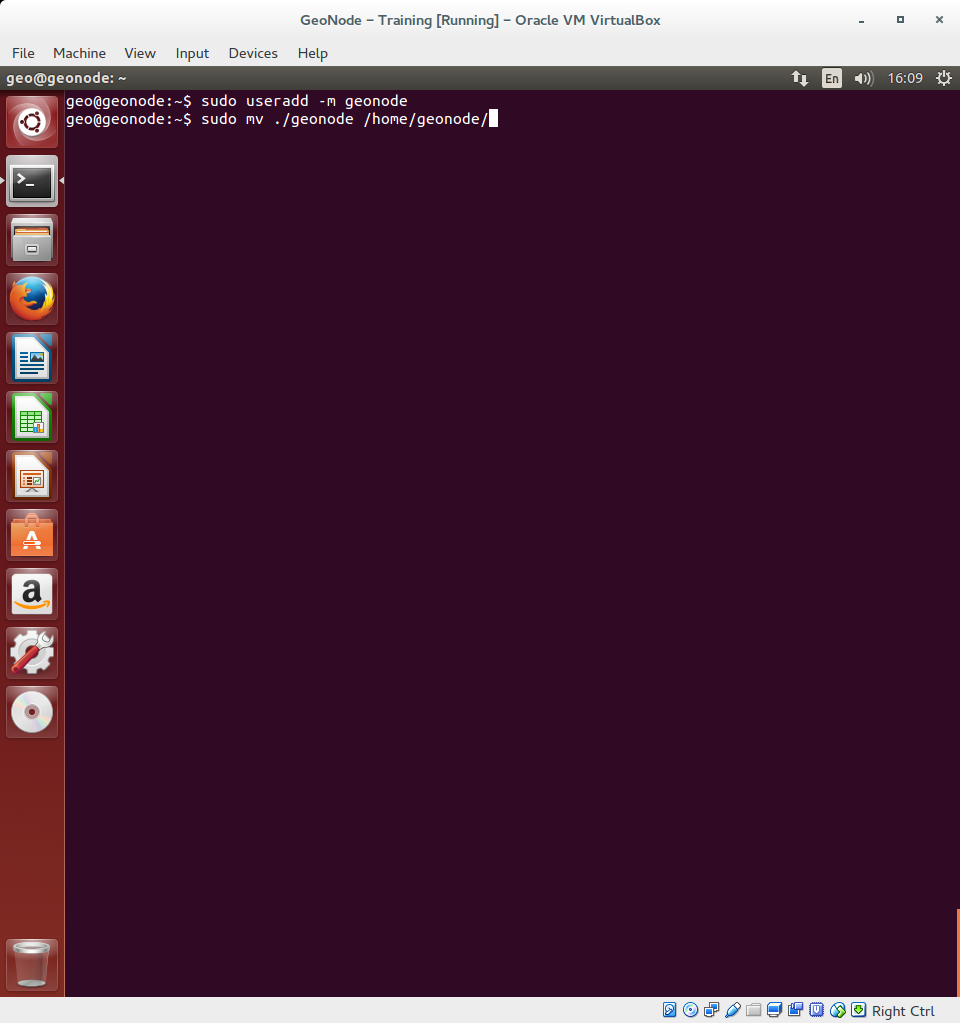 GeoNode – Training [Running] – Oracle VM VirtualBox
File Machine View Input Devices Help
geo@geonode: ~ En 16:09
geo@geonode:~$ sudo useradd -m geonode
geo@geonode:~$ sudo mv ./geonode /home/geonode/
>_
A
a
Right Ctrl